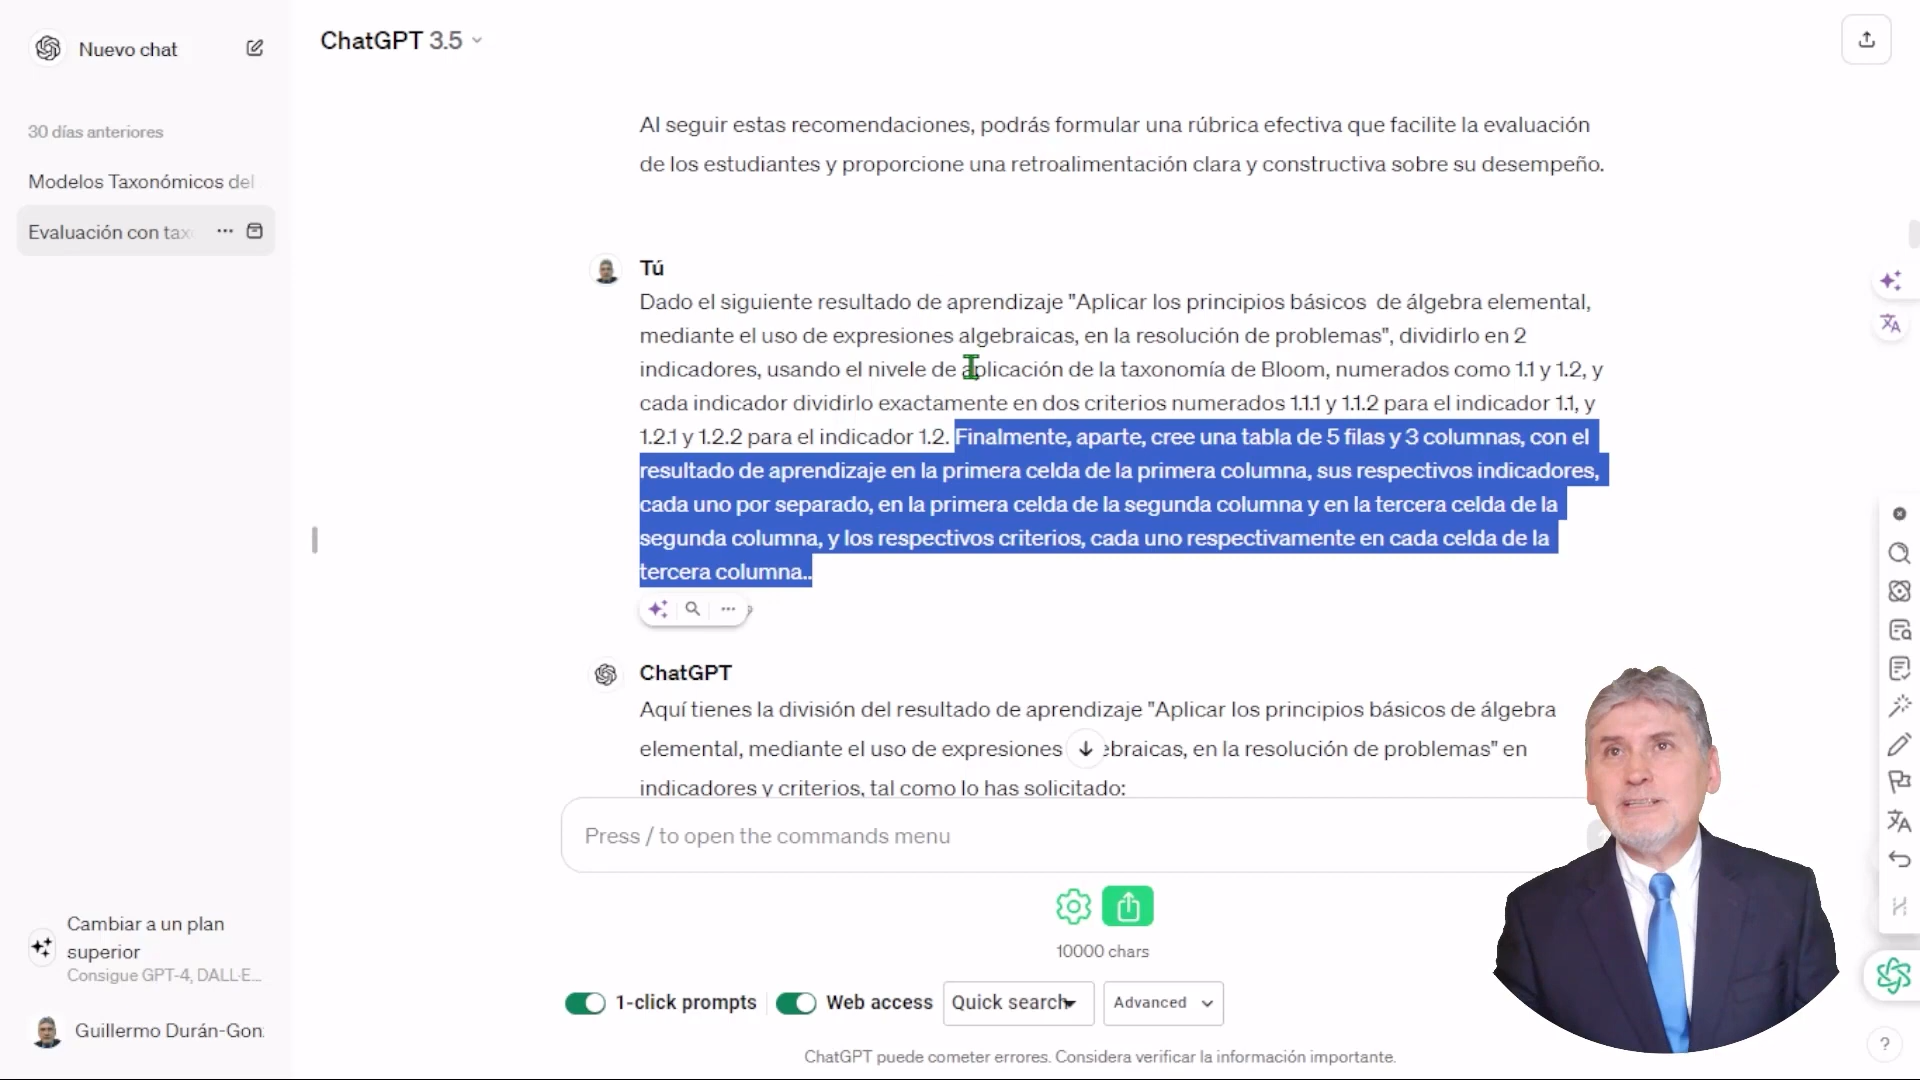 Nuevo chat
30 días anteriores
Modelos Taxonómicos del
Evaluación con tax
Cambiar a un plan
superior
Consigue GPT-4, DALL·E...
Guillermo Durán-Gon
ChatGPT 3.5
Al seguir estas recomendaciones, podrás formular una rúbrica efectiva que facilite la evaluación
de los estudiantes y proporcione una retroalimentación clara y constructiva sobre su desempeño.
Tú
Dado el siguiente resultado de aprendizaje "Aplicar los principios básicos de álgebra elemental,
mediante el uso de expresiones algebraicas, en la resolución de problemas", dividirlo en 2
indicadores, usando el nivele de aplicación de la taxonomía de Bloom, numerados como 1.1 y 1.2, y
cada indicador dividirlo exactamente en dos criterios numerados 1.1.1 y 1.1.2 para el indicador 1.1, y
1.2.1 y 1.2.2 para el indicador 1.2. Finalmente, aparte, cree una tabla de 5 filas y 3 columnas, con el
resultado de aprendizaje en la primera celda de la primera columna, sus respectivos indicadores,
cada uno por separado, en la primera celda de la segunda columna y en la tercera celda de la
segunda columna, y los respectivos criterios, cada uno respectivamente en cada celda de la
tercera columna..
ChatGPT
Aquí tienes la división del resultado de aprendizaje "Aplicar los principios básicos de álgebra
elemental, mediante el uso de expresiones ebraicas, en la resolución de problemas" en
indicadores y criterios, tal como lo has solicitado:
Press / to open the commands menu
10000 chars
1-click prompts
Web access
Quick search
Advanced
ChatGPT puede cometer errores. Considera verificar la información importante.
?